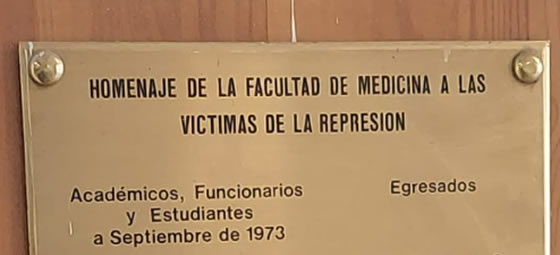 HOMENAJE DE LA FACULTAD DE MEDICINA A LAS
VICTIMAS DE LA REPRESION
Académicos, Funcionarios
y Estudiantes
a Septiembre de 1973
Egresados